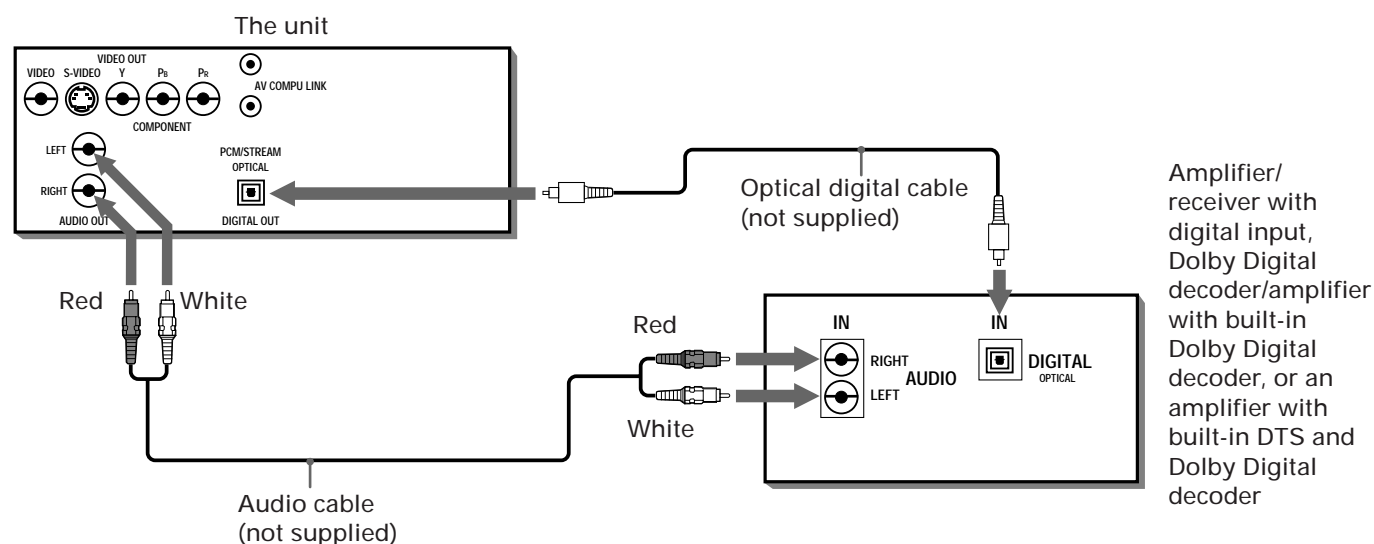 The unit
VIDEO OUT
VIDEO S-VIDEO Y PB PR
AV COMPU LINK
COMPONENT
LEFT
PCM/STREAM
OPTICAL
RIGHT
AUDIO OUT
DIGITAL OUT
Optical digital cable
(not supplied)
Amplifier/
receiver with
digital input,
Dolby Digital
decoder/amplifier
with built-in
Dolby Digital
decoder, or an
amplifier with
built-in DTS and
Dolby Digital
decoder
Red
White
Red
White
IN
IN
RIGHT
AUDIO
LEFT
DIGITAL
OPTICAL
Audio cable
(not supplied)